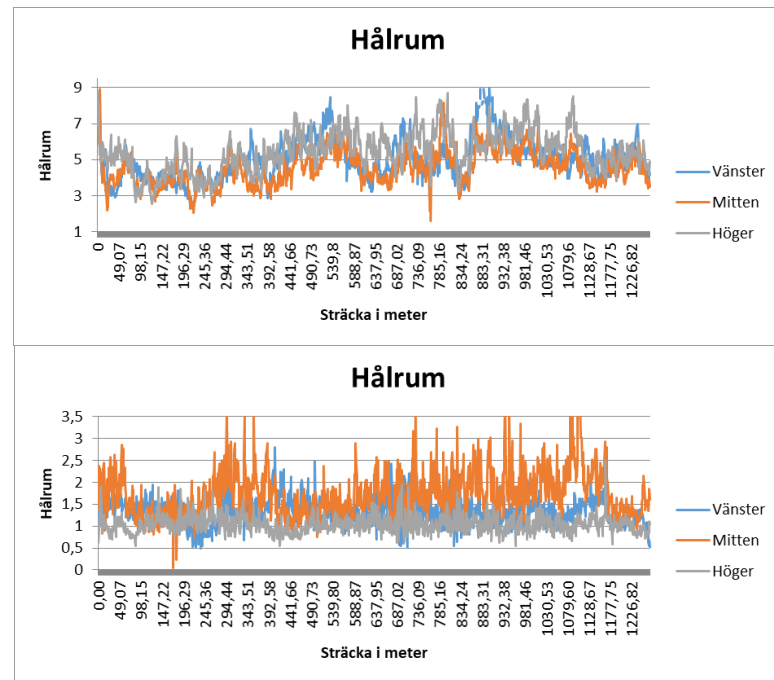 Hålrum
9
7
5
3
1
Hålrum
0 49,07 98,15 147,22 196,29 245,36 294,44 343,51 392,58 441,66 490,73 539,8 588,87 637,95 687,02 736,09 785,16 834,24 883,31 932,38 981,46 1030,53 1079,6 1128,67 1177,75 1226,82
Sträcka i meter
Vänster
Mitten
Höger
Hålrum
3,5
3
2,5
2
1,5
1
0,5
0
Hålrum
0,00 49,07 98,15 147,22 196,29 245,36 294,44 343,51 392,58 441,66 490,73 539,80 588,87 637,95 687,02 736,09 785,16 834,24 883,31 932,38 981,46 1030,53 1079,60 1128,67 1177,75 1226,82
Sträcka i meter
Vänster
Mitten
Höger